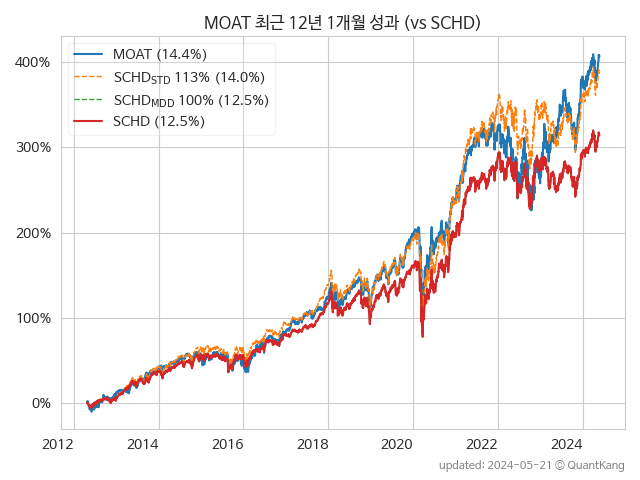 MOAT 최근 12년 1개월 성과 (vs SCHD)
MOAT (14.4%)
SCHD_STD 113% (14.0%)
SCHD_MDD 100% (12.5%)
SCHD (12.5%)
400%
300%
200%
100%
0%
2012 2014 2016 2018 2020 2022 2024
updated: 2024-05-21 ⓒ QuantKang